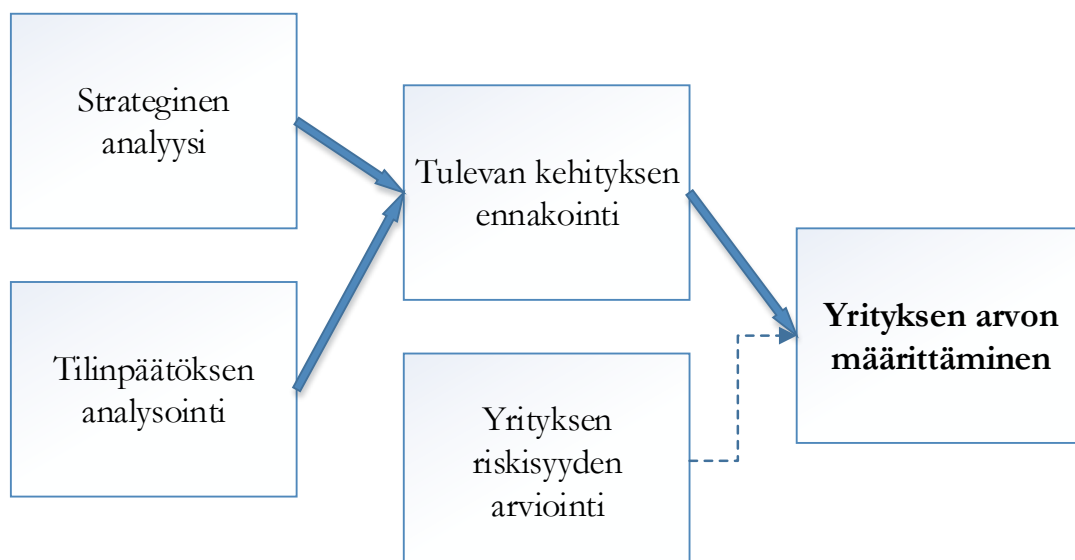 Strateginen
analyysi
Tilinpäätöksen
analysointi
Tulevan kehityksen
ennakointi
Yrityksen
riskisyyden
arviointi
Yrityksen arvon
määrittäminen